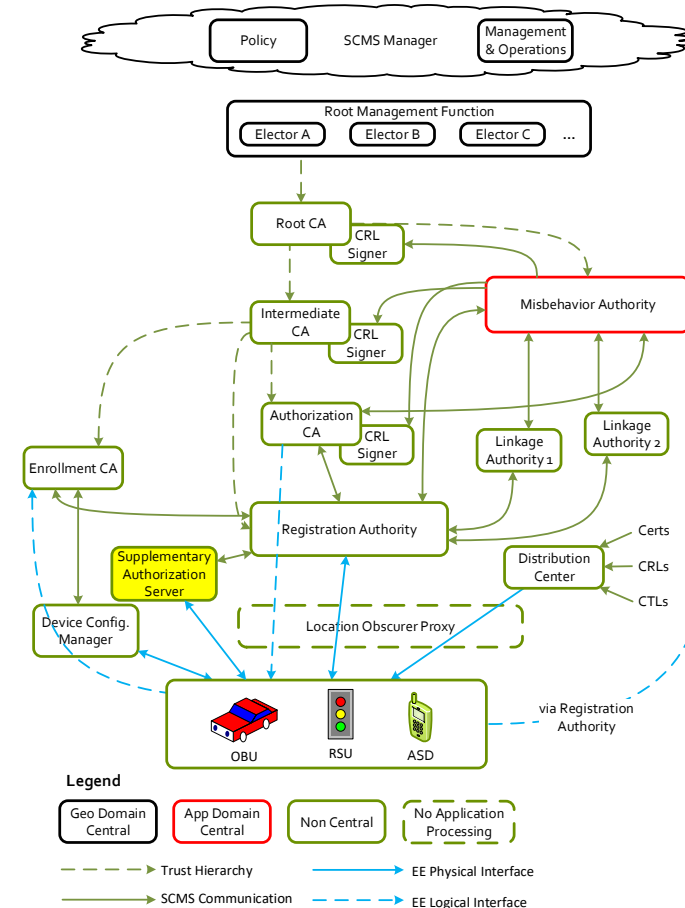 Policy
SCMS Manager
Management
& Operations
Root Management Function
Elector A
Elector B
Elector C
...
Root CA
CRL
Signer
Misbehavior Authority
Intermediate
CA
CRL
Signer
Authorization
CA
CRL
Signer
Linkage
Authority 1
Linkage
Authority 2
Enrollment CA
Registration Authority
Supplementary
Authorization
Server
Distribution
Center
Certs
CRLs
CTLs
Device Config.
Manager
Location Obscurer Proxy
via Registration
Authority
OBU
RSU
ASD
Legend
Geo Domain
Central
App Domain
Central
Non Central
No Application
Processing
Trust Hierarchy
EE Physical Interface
SCMS Communication
EE Logical Interface